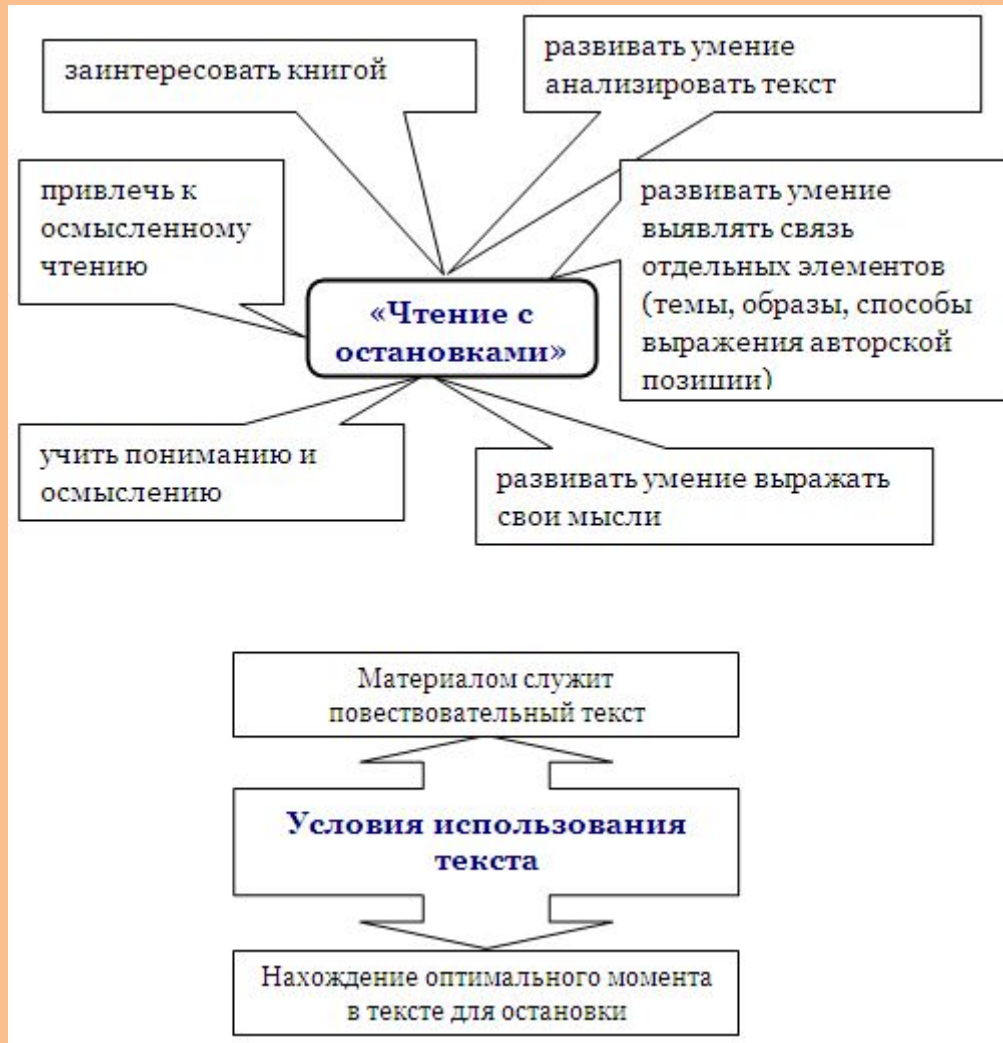 заинтересовать книгой
развивать умение
анализировать текст
привлечь к
осмысленному
чтению
развивать умение
выявлять связь
отдельных элементов
(темы, образы, способы
выражения авторской
позиции)
«Чтение с
остановками»
учить пониманию и
осмыслению
развивать умение выражать
свои мысли
Материалом служит
повествовательный текст
Условия использования
текста
Нахождение оптимального момента
в тексте для остановки